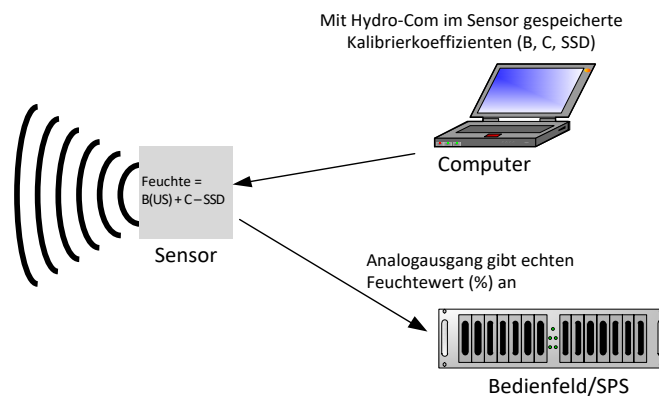 Mit Hydro-Com im Sensor gespeicherte
Kalibrierkoeffizienten (B, C, SSD)
Computer
Feuchte =
B(US) + C – SSD
Sensor
Analogausgang gibt echten
Feuchtewert (%) an
Bedienfeld/SPS